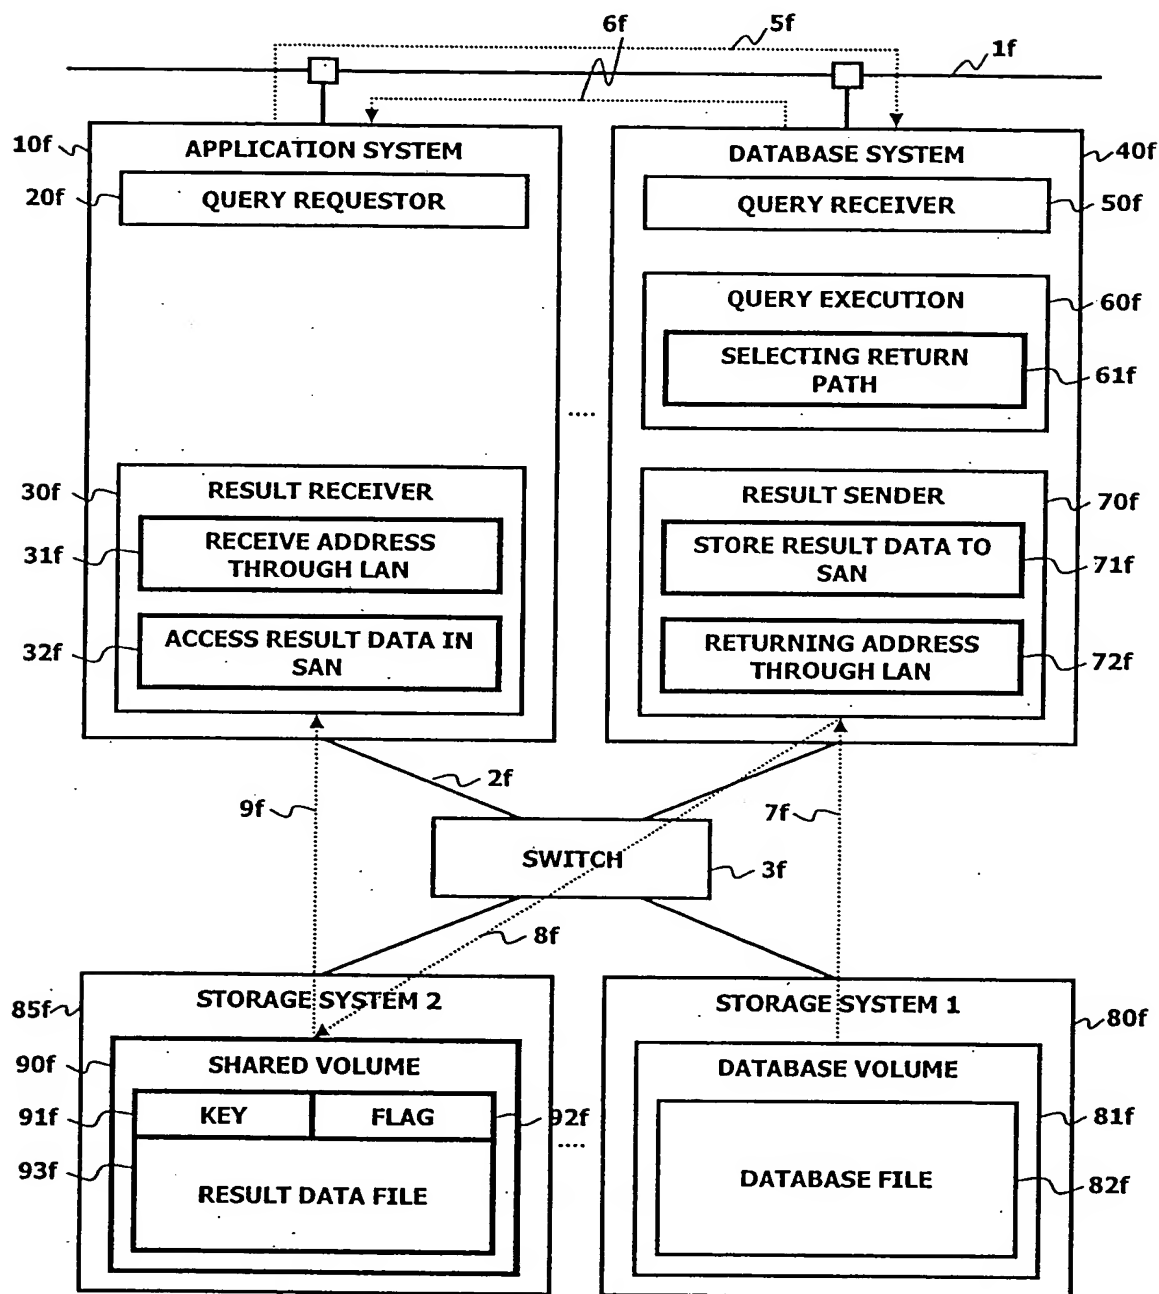 6f
5f
1f
10f
APPLICATION SYSTEM
DATABASE SYSTEM
40f
20f
QUERY REQUESTOR
QUERY RECEIVER
50f
QUERY EXECUTION
60f
SELECTING RETURN
PATH
61f
....
30f
RESULT RECEIVER
RESULT SENDER
70f
31f
RECEIVE ADDRESS
THROUGH LAN
STORE RESULT DATA TO
SAN
71f
32f
ACCESS RESULT DATA IN
SAN
RETURNING ADDRESS
THROUGH LAN
72f
2f
9f
7f
SWITCH
3f
8f
85f
STORAGE SYSTEM 2
STORAGE SYSTEM 1
80f
90f
SHARED VOLUME
DATABASE VOLUME
91f
KEY
FLAG
92f
81f
....
93f
RESULT DATA FILE
DATABASE FILE
82f